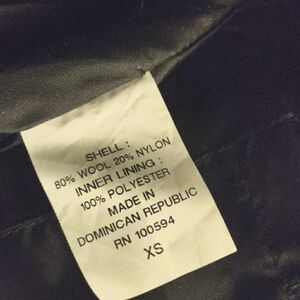 SHELL :
80% WOOL 20% NYLON
INNER LINING :
100% POLYESTER
MADE IN
DOMINICAN REPUBLIC
RN 100594
XS